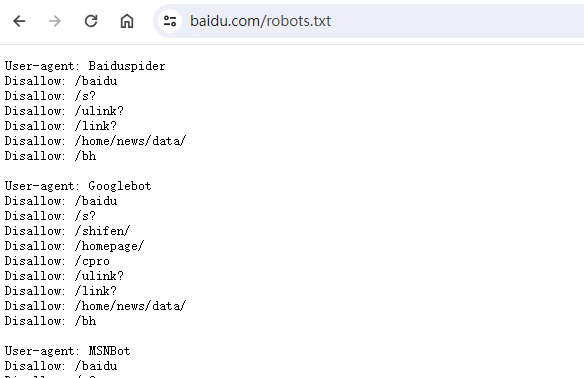 baidu.com/robots.txt
User-agent: Baiduspider
Disallow: /baidu
Disallow: /s?
Disallow: /ulink?
Disallow: /link?
Disallow: /home/news/data/
Disallow: /bh
User-agent: Googlebot
Disallow: /baidu
Disallow: /s?
Disallow: /shifen/
Disallow: /homepage/
Disallow: /cpro
Disallow: /ulink?
Disallow: /link?
Disallow: /home/news/data/
Disallow: /bh
User-agent: MSNBot
Disallow: /baidu